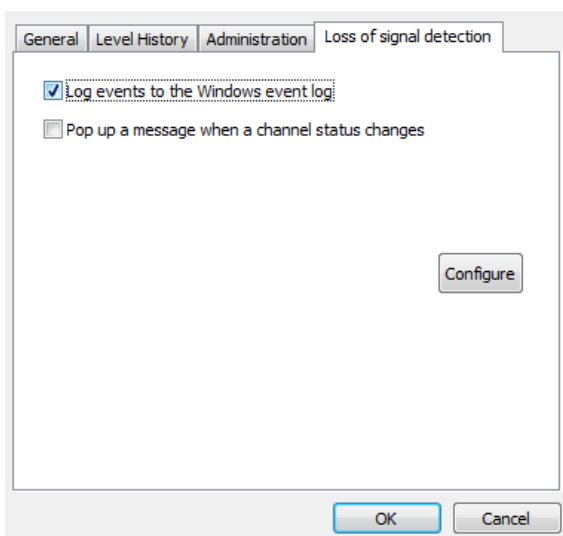 General Level History Administration Loss of signal detection
Log events to the Windows event log
Pop up a message when a channel status changes
Configure
OK Cancel